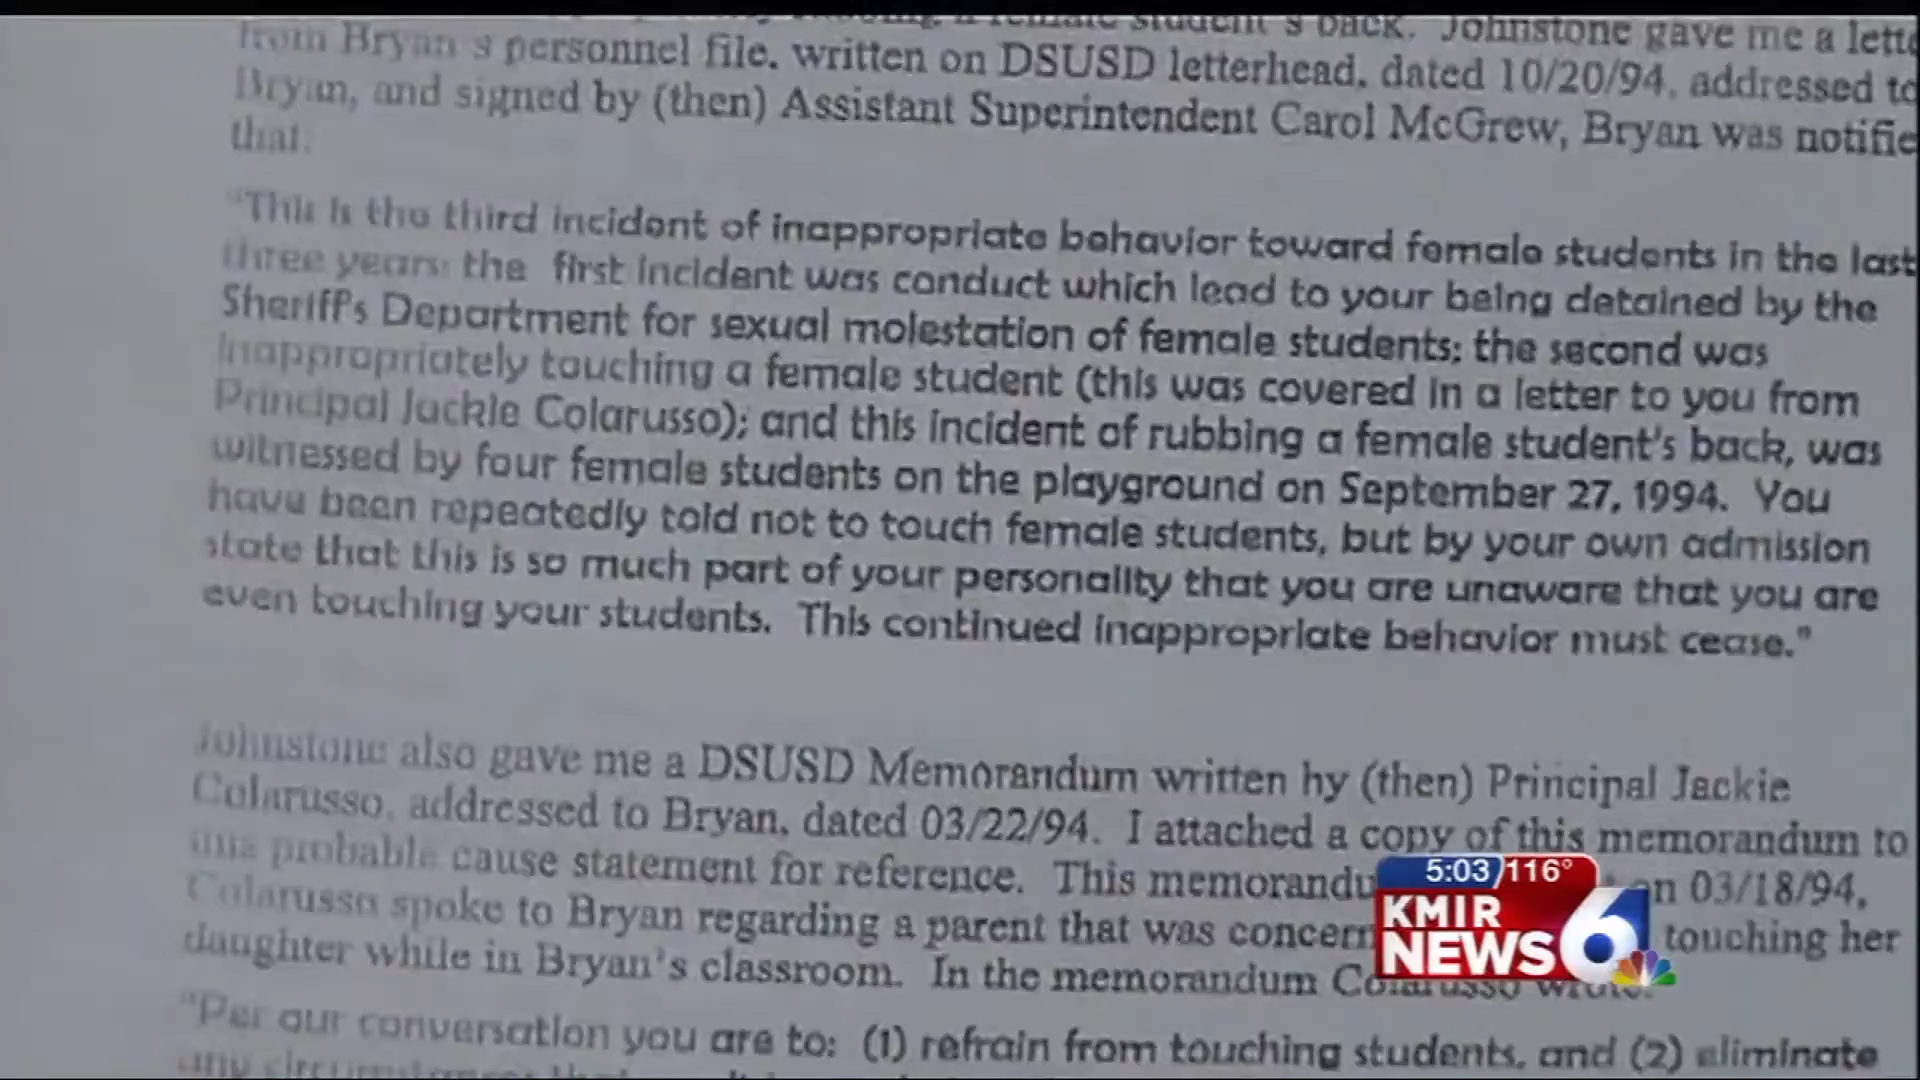 a female student's back. Johnstone gave me a lette
from Bryan's personnel file, written on DSUSD letterhead, dated 10/20/94, addressed to
Bryan, and signed by (then) Assistant Superintendent Carol McGrew, Bryan was notifie
that:
"This is the third incident of inappropriate behavior toward female students in the last
three years: the first incident was conduct which lead to your being detained by the
Sheriff's Department for sexual molestation of female students; the second was
inappropriately touching a female student (this was covered in a letter to you from
Principal Jackie Colarusso); and this incident of rubbing a female student's back, was
witnessed by four female students on the playground on September 27, 1994. You
have been repeatedly told not to touch female students, but by your own admission
state that this is so much part of your personality that you are unaware that you are
even touching your students. This continued inappropriate behavior must cease."
Johnstone also gave me a DSUSD Memorandum written by (then) Principal Jackie
Colarusso, addressed to Bryan, dated 03/22/94. I attached a copy of this memorandum to
this probable cause statement for reference. This memorandu on 03/18/94,
Colarusso spoke to Bryan regarding a parent that was concern touching her
daughter while in Bryan's classroom. In the memorandum Colarusso wrote:
"Per our conversation you are to: (1) refrain from touching students, and (2) eliminate
any circumstances that
5:03 116°
KMIR
NEWS 6